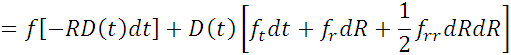 = f[−RD(t)dt] + D(t) [f_t dt + f_r dR + 1/2 f_rr dRdR]